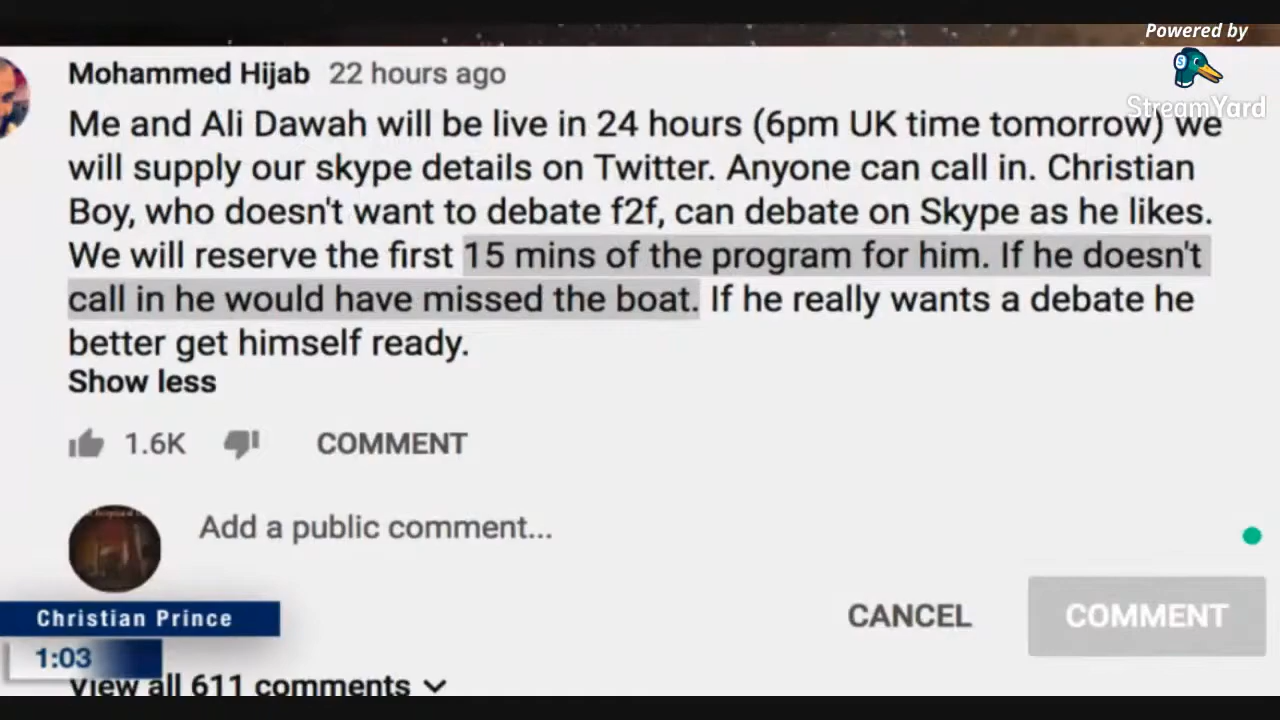 Powered by
StreamYard
Mohammed Hijab 22 hours ago
Me and Ali Dawah will be live in 24 hours (6pm UK time tomorrow) we
will supply our skype details on Twitter. Anyone can call in. Christian
Boy, who doesn't want to debate f2f, can debate on Skype as he likes.
We will reserve the first 15 mins of the program for him. If he doesn't
call in he would have missed the boat. If he really wants a debate he
better get himself ready.
Show less
1.6K COMMENT
Add a public comment...
CANCEL COMMENT
Christian Prince
1:03
View all 611 comments